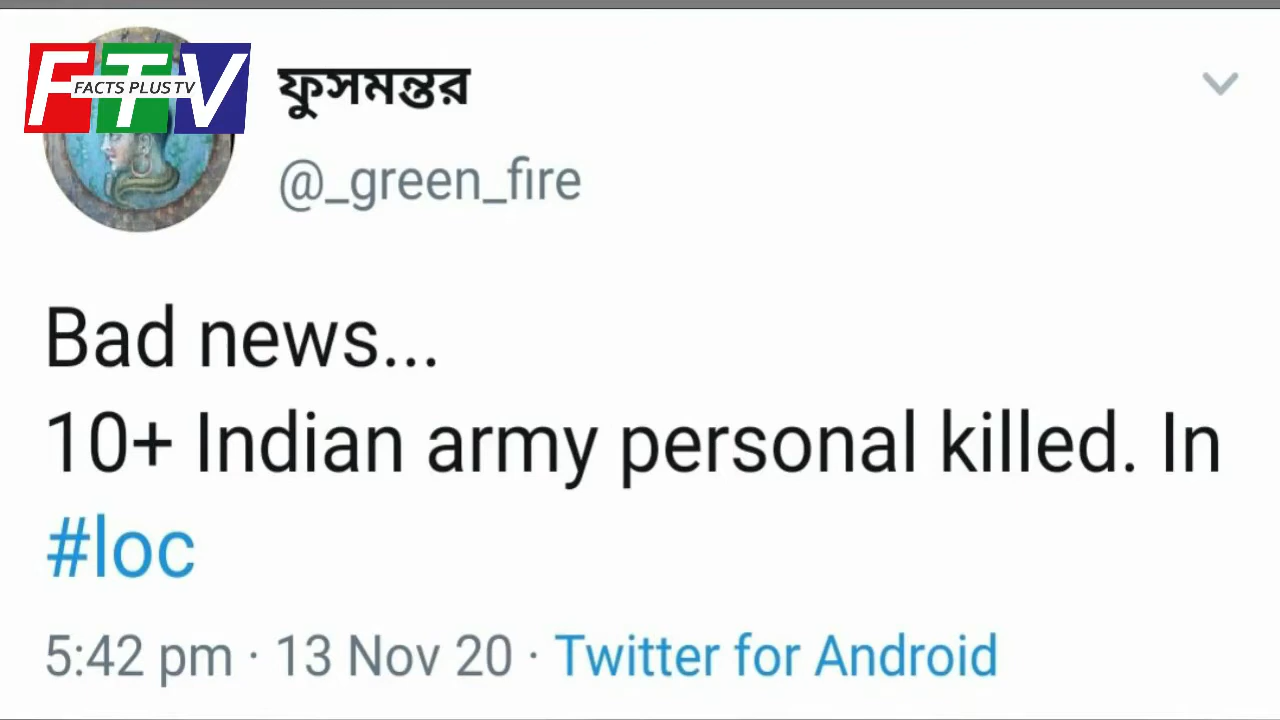 FTV
FACTS PLUS TV
ফুসমন্তর
@_green_fire
Bad news...
10+ Indian army personal killed. In
#loc
5:42 pm · 13 Nov 20 · Twitter for Android